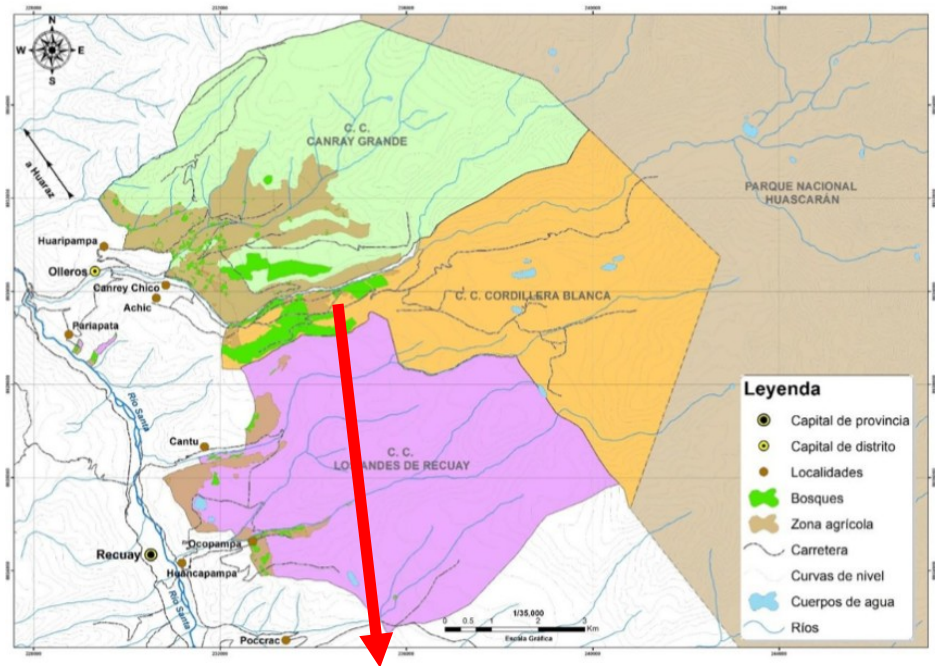 N
W
E
S
a Huaraz
C. C.
CANRAY GRANDE
PARQUE NACIONAL
HUASCARÁN
Huaripampa
Olleros
Canrey Chico
Achic
C. C. CORDILLERA BLANCA
Pariapata
Río Santa
Cantu
C. C.
LOS ANDES DE RECUAY
Ocopampa
Recuay
Huancapampa
Río Santa
Poccrac
1/35,000
0 0.5 1 2 3
Km
Escala Gráfica
Leyenda
Capital de provincia
Capital de distrito
Localidades
Bosques
Zona agrícola
Carretera
Curvas de nivel
Cuerpos de agua
Ríos